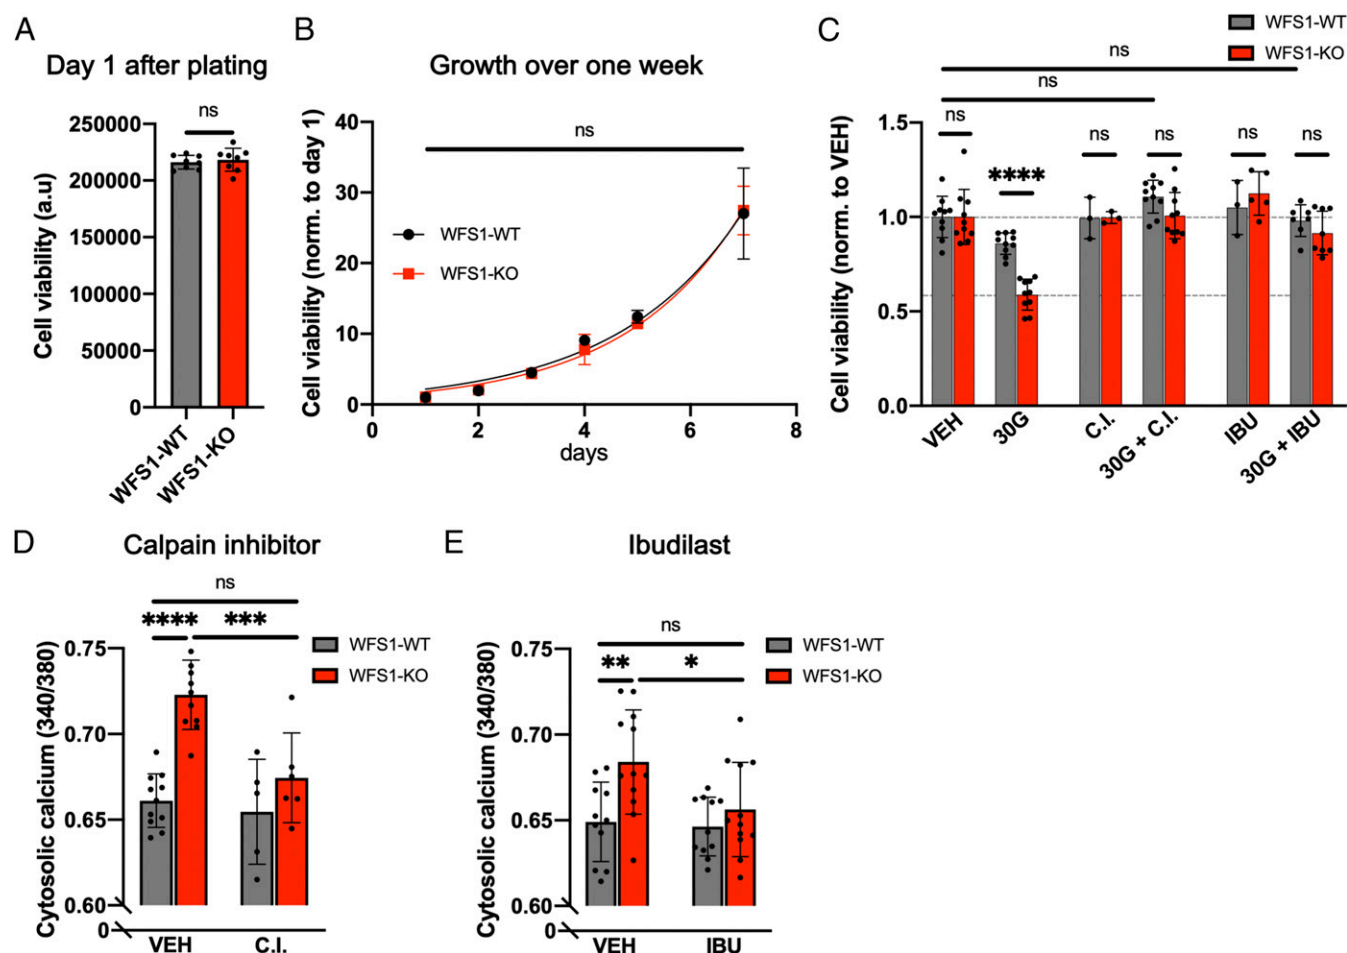 A
Day 1 after plating
ns
250000
200000
150000
100000
50000
0
Cell viability (a.u)
WFS1-WT
WFS1-KO
B
Growth over one week
ns
40
30
20
10
0
Cell viability (norm. to day 1)
WFS1-WT
WFS1-KO
0 2 4 6 8
days
C
WFS1-WT
WFS1-KO
ns
ns
ns
****
ns
ns
ns
ns
1.5
1.0
0.5
0.0
Cell viability (norm. to VEH)
VEH
30G
C.I.
30G + C.I.
IBU
30G + IBU
D
Calpain inhibitor
ns
**** ***
WFS1-WT
WFS1-KO
0.75
0.70
0.65
0.60
0
Cytosolic calcium (340/380)
VEH C.I.
E
Ibudilast
ns
** *
WFS1-WT
WFS1-KO
0.75
0.70
0.65
0.60
0
Cytosolic calcium (340/380)
VEH IBU